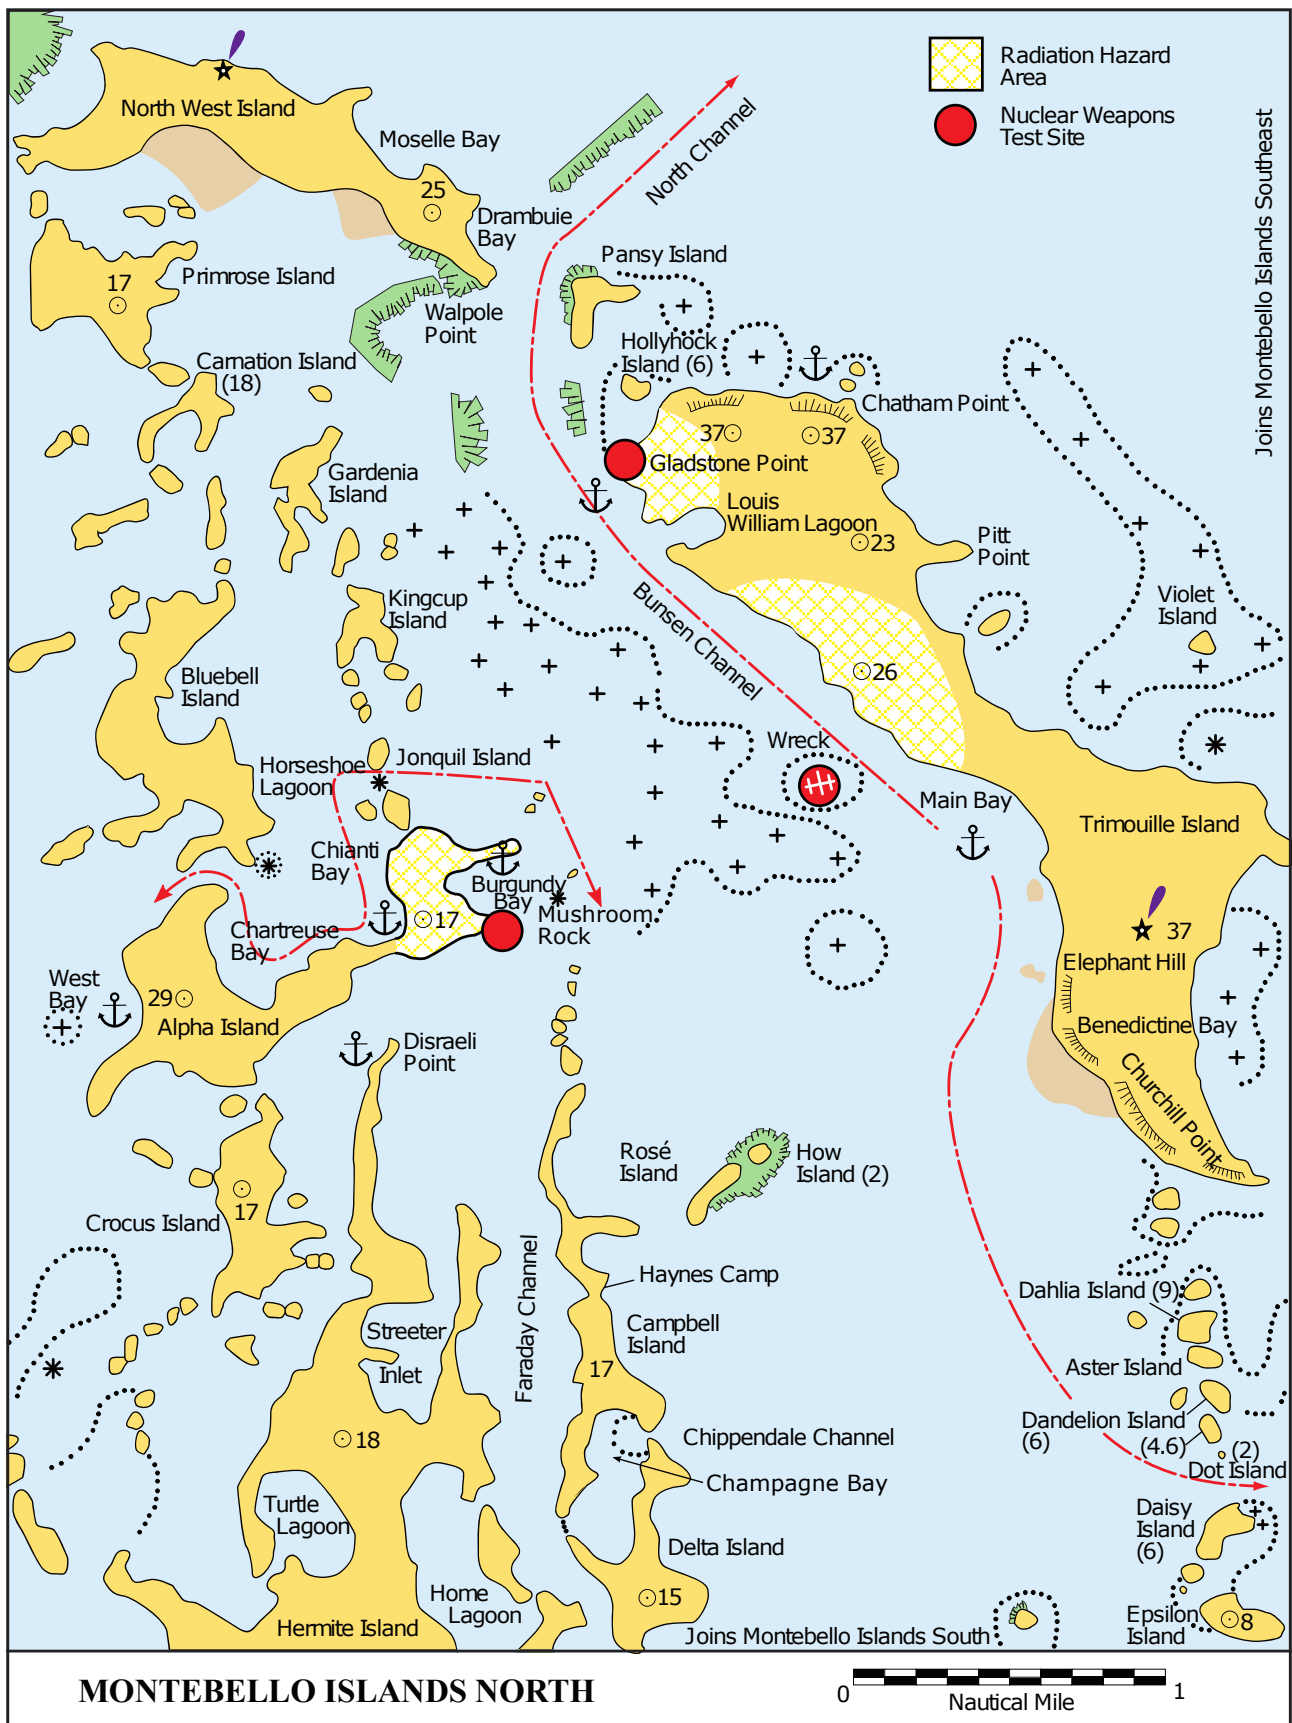 Radiation Hazard
Area
Nuclear Weapons
Test Site
Joins Montebello Islands Southeast
North West Island
Moselle Bay
25
Drambuie
Bay
North Channel
Primrose Island
17
Walpole
Point
Pansy Island
Carnation Island
(18)
Hollyhock
Island (6)
Chatham Point
37
37
Gladstone Point
Gardenia
Island
Louis
William Lagoon
23
Pitt
Point
Kingcup
Island
Bunsen Channel
Violet
Island
Bluebell
Island
26
Horseshoe
Lagoon
Jonquil Island
Wreck
Main Bay
Trimouille Island
Chianti
Bay
Burgundy
Bay
17
Mushroom
Rock
Chartreuse
Bay
37
Elephant Hill
West
Bay
29
Alpha Island
Disraeli
Point
Benedictine Bay
Churchill Point
Rosé
Island
How
Island (2)
17
Crocus Island
Faraday Channel
Haynes Camp
Dahlia Island (9)
Streeter
Inlet
Campbell
Island
17
Aster Island
Dandelion Island
(6)
(4.6)
(2)
Dot Island
18
Chippendale Channel
Champagne Bay
Turtle
Lagoon
Daisy
Island
(6)
Delta Island
Home
Lagoon
15
Hermite Island
Joins Montebello Islands South
Epsilon
Island
8
MONTEBELLO ISLANDS NORTH
0
1
Nautical Mile